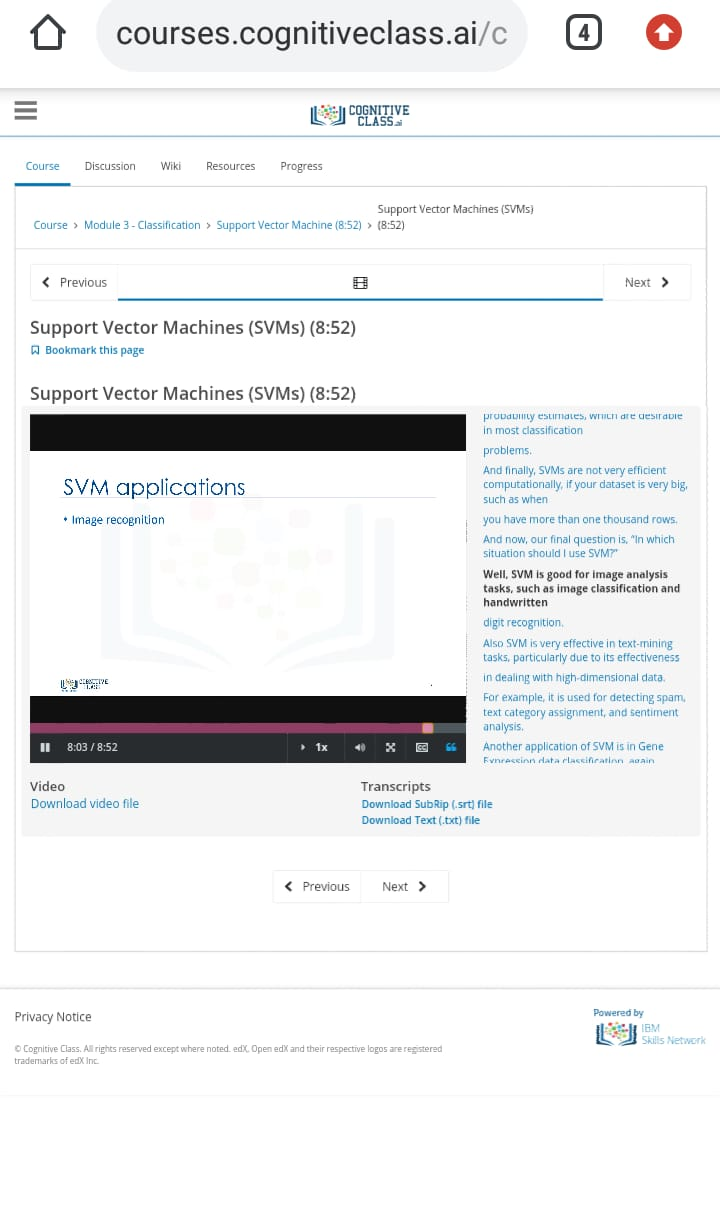 courses.cognitiveclass.ai/c
4
COGNITIVE
CLASS.ai
Course Discussion Wiki Resources Progress
Support Vector Machines (SVMs)
Course > Module 3 - Classification > Support Vector Machine (8:52) > (8:52)
Previous Next
Support Vector Machines (SVMs) (8:52)
Bookmark this page
Support Vector Machines (SVMs) (8:52)
SVM applications
• Image recognition
COGNITIVE
CLASS
8:03 / 8:52
1x
CC
probability estimates, which are desirable
in most classification
problems.
And finally, SVMs are not very efficient
computationally, if your dataset is very big,
such as when
you have more than one thousand rows.
And now, our final question is, “In which
situation should I use SVM?”
Well, SVM is good for image analysis
tasks, such as image classification and
handwritten
digit recognition.
Also SVM is very effective in text-mining
tasks, particularly due to its effectiveness
in dealing with high-dimensional data.
For example, it is used for detecting spam,
text category assignment, and sentiment
analysis.
Another application of SVM is in Gene
Expression data classification, again,
Video
Download video file
Transcripts
Download SubRip (.srt) file
Download Text (.txt) file
Previous Next
Privacy Notice
© Cognitive Class. All rights reserved except where noted. edX, Open edX and their respective logos are registered
trademarks of edX Inc.
Powered by
IBM
Skills Network